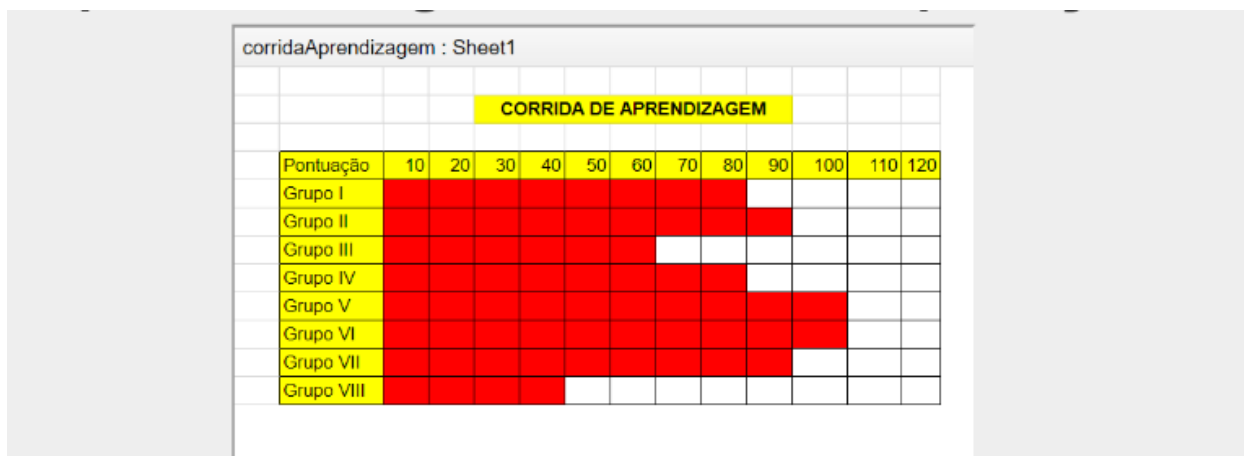 corridaAprendizagem : Sheet1
CORRIDA DE APRENDIZAGEM
Pontuação 10 20 30 40 50 60 70 80 90 100 110 120
Grupo I
Grupo II
Grupo III
Grupo IV
Grupo V
Grupo VI
Grupo VII
Grupo VIII